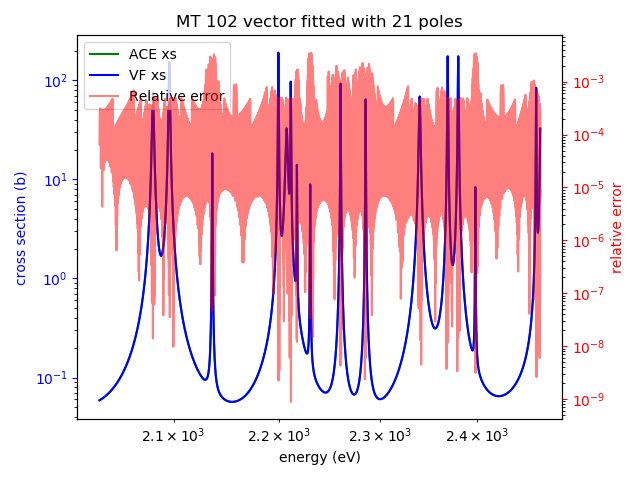 MT 102 vector fitted with 21 poles
ACE xs
VF xs
Relative error
cross section (b)
10²
10¹
10⁰
10⁻¹
relative error
10⁻³
10⁻⁴
10⁻⁵
10⁻⁶
10⁻⁷
10⁻⁸
10⁻⁹
2.1 × 10³ 2.2 × 10³ 2.3 × 10³ 2.4 × 10³
energy (eV)